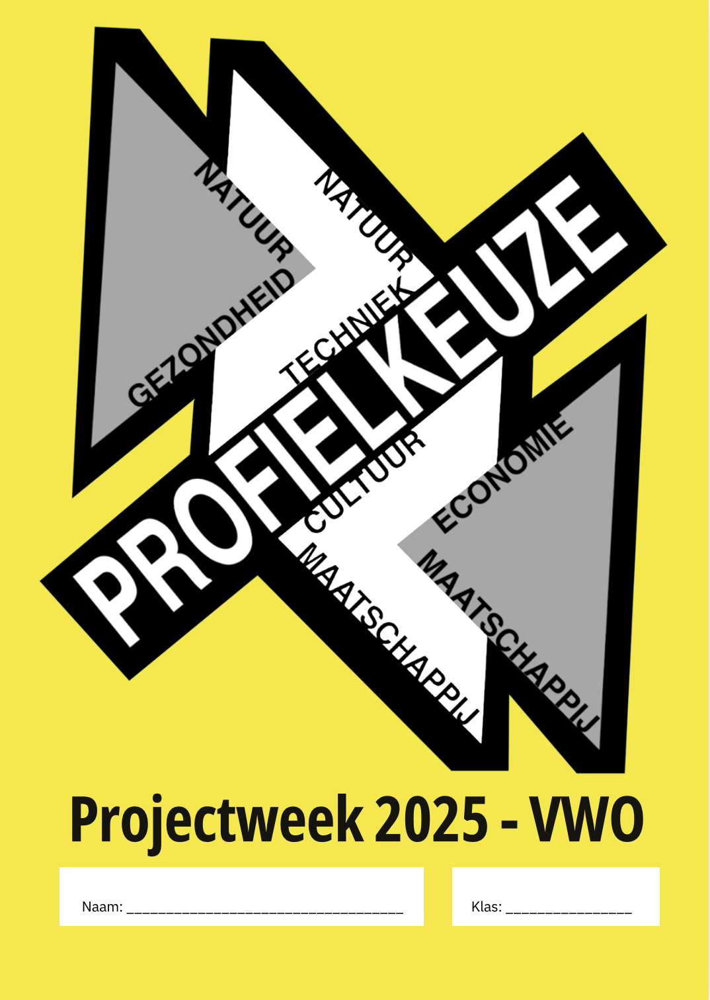 NATUUR
GEZONDHEID
NATUUR
TECHNIEK
PROFIELKEUZE
CULTUUR
MAATSCHAPPIJ
ECONOMIE
MAATSCHAPPIJ
Projectweek 2025 - VWO
Naam: ___________________________________
Klas: ________________